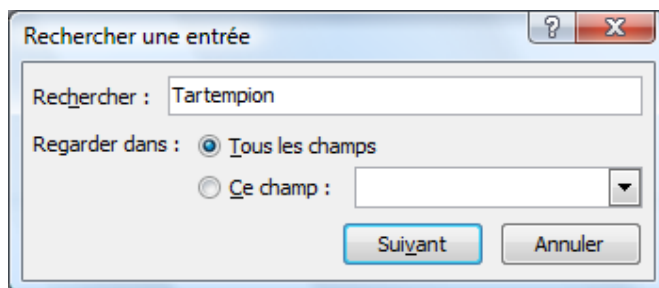 Rechercher une entrée
Rechercher : Tartempion
Regarder dans : Tous les champs
Ce champ :
Suivant Annuler